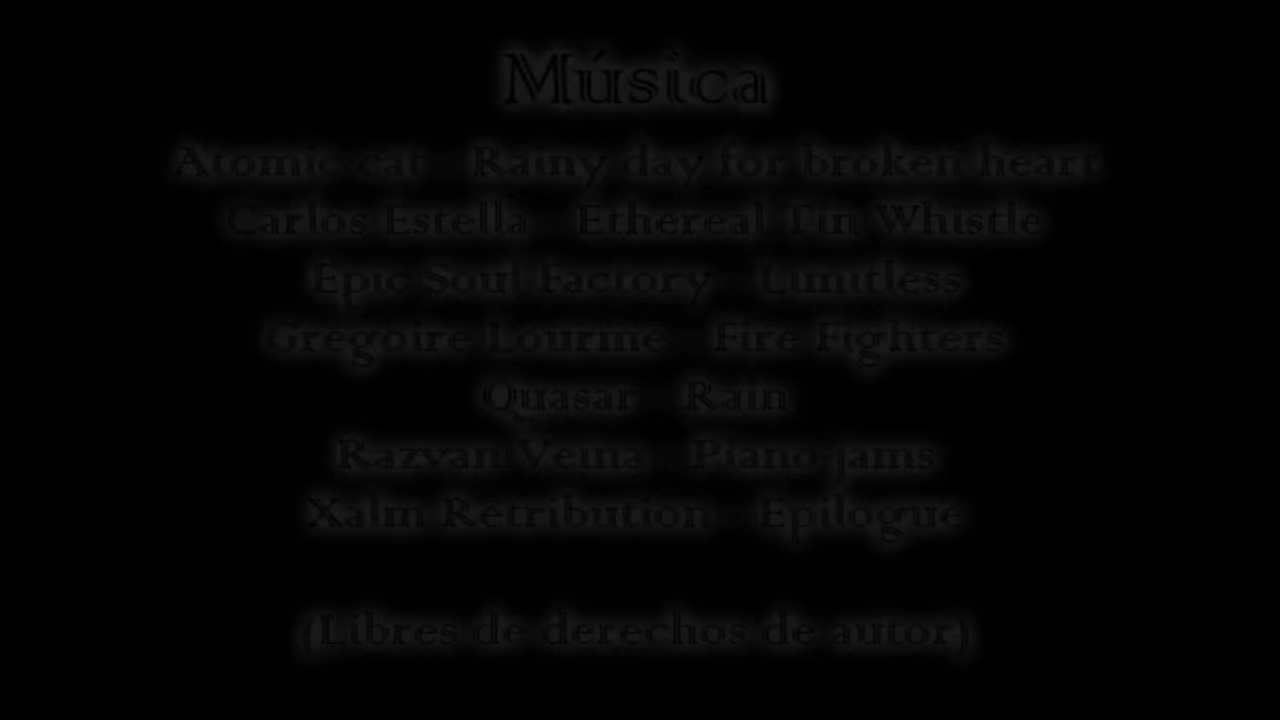 Música
Atomic cat - Rainy day for broken heart
Carlos Estella - Ethereal Tin Whistle
Epic Soul Factory - Limitless
Gregoire Lourme - Fire Fighters
Quasar - Rain
Razvan Veina - Piano jams
Xalm Retribution - Epilogue
(Libres de derechos de autor)